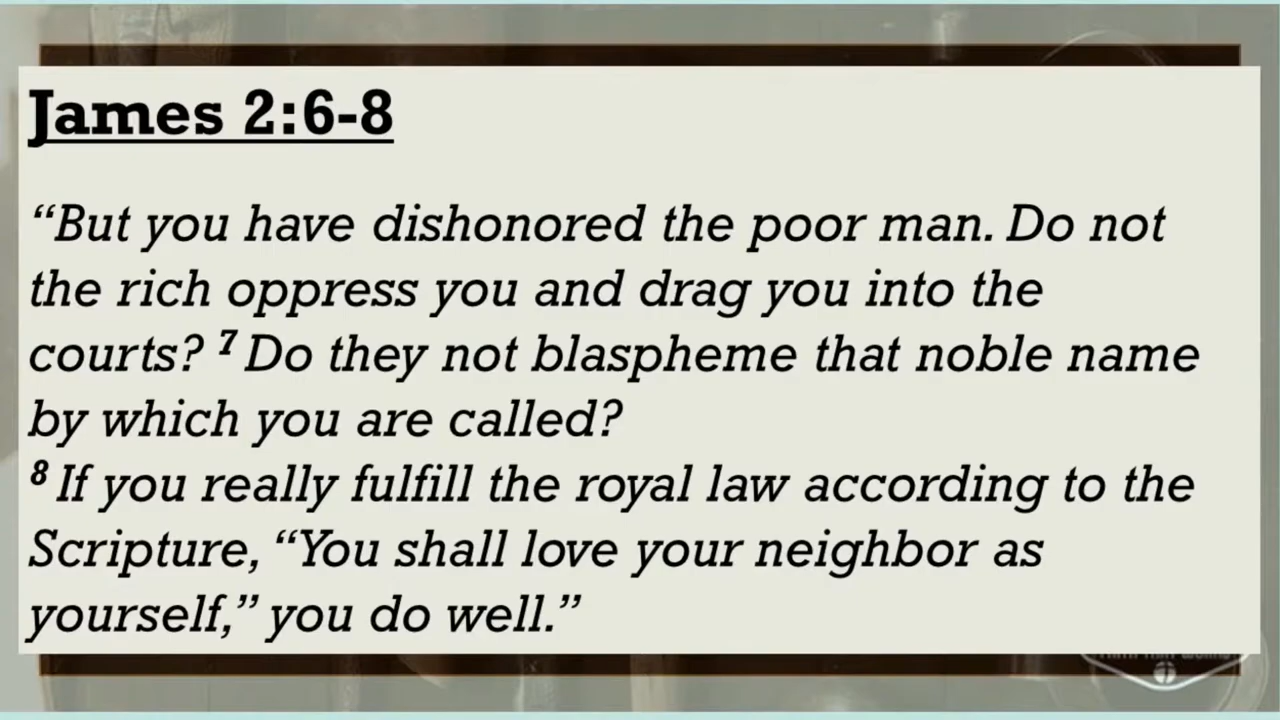 James 2:6-8
“But you have dishonored the poor man. Do not
the rich oppress you and drag you into the
courts? 7 Do they not blaspheme that noble name
by which you are called?
8 If you really fulfill the royal law according to the
Scripture, “You shall love your neighbor as
yourself,” you do well.”